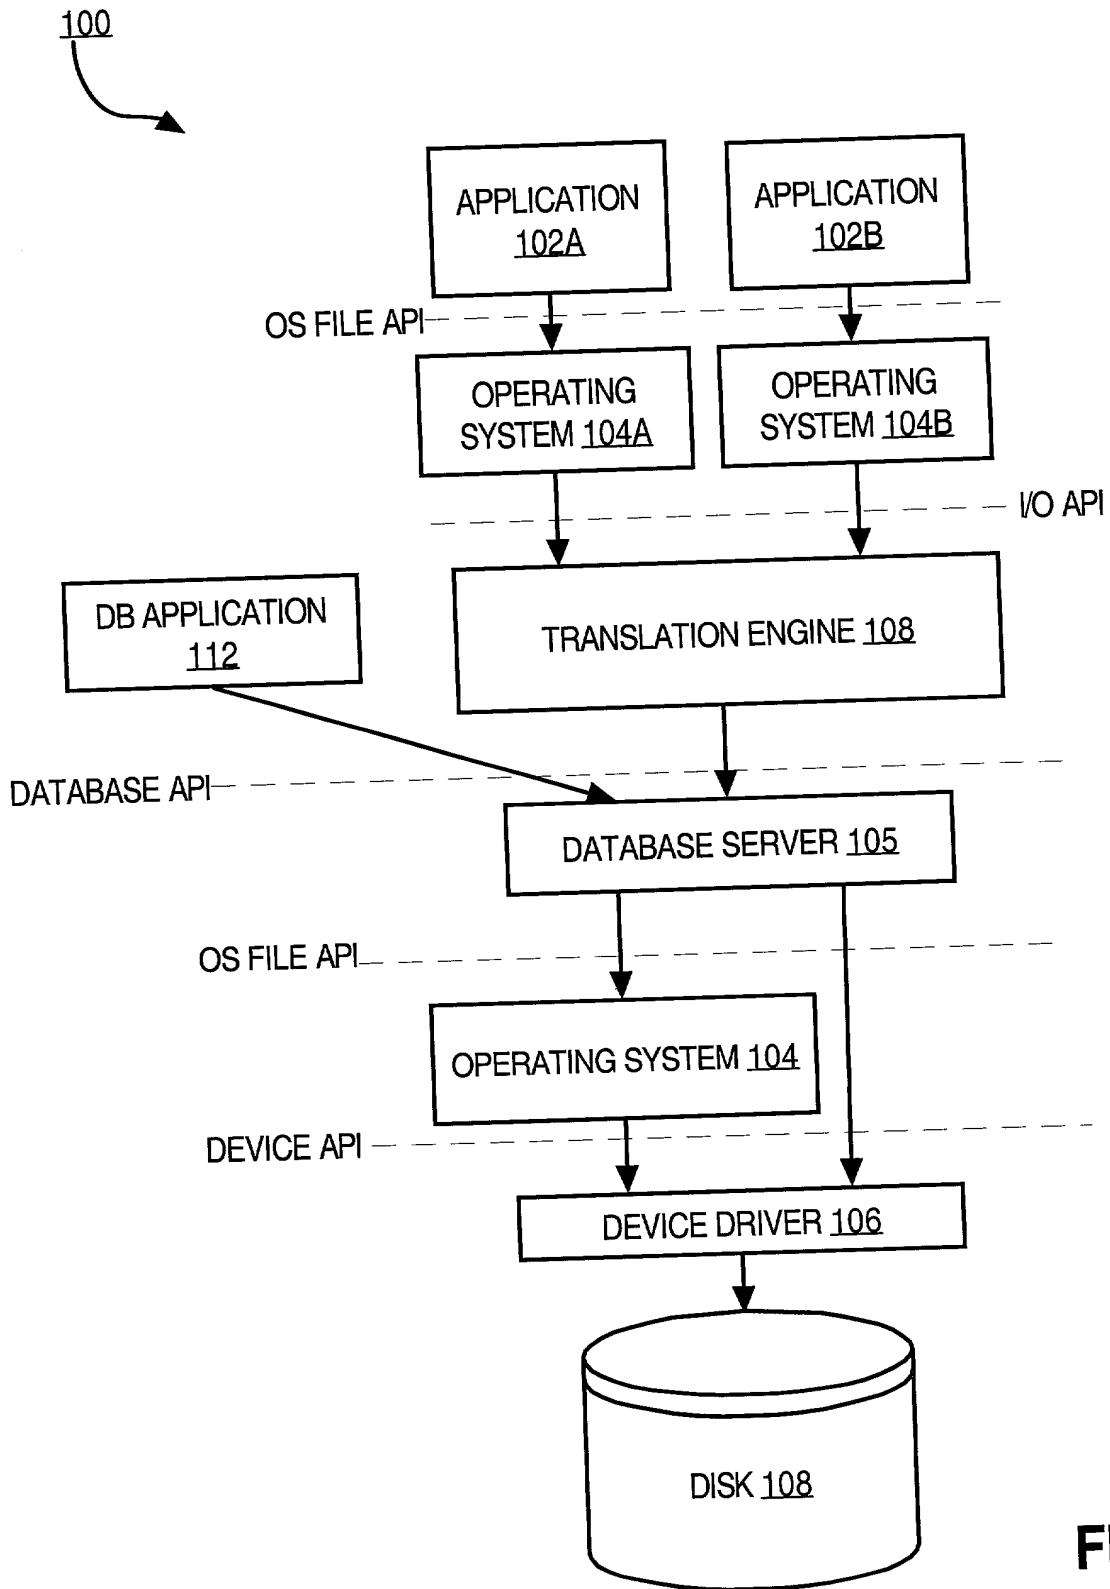 100
APPLICATION
102A
APPLICATION
102B
OS FILE API
OPERATING
SYSTEM 104A
OPERATING
SYSTEM 104B
I/O API
DB APPLICATION
112
TRANSLATION ENGINE 108
DATABASE API
DATABASE SERVER 105
OS FILE API
OPERATING SYSTEM 104
DEVICE API
DEVICE DRIVER 106
DISK 108